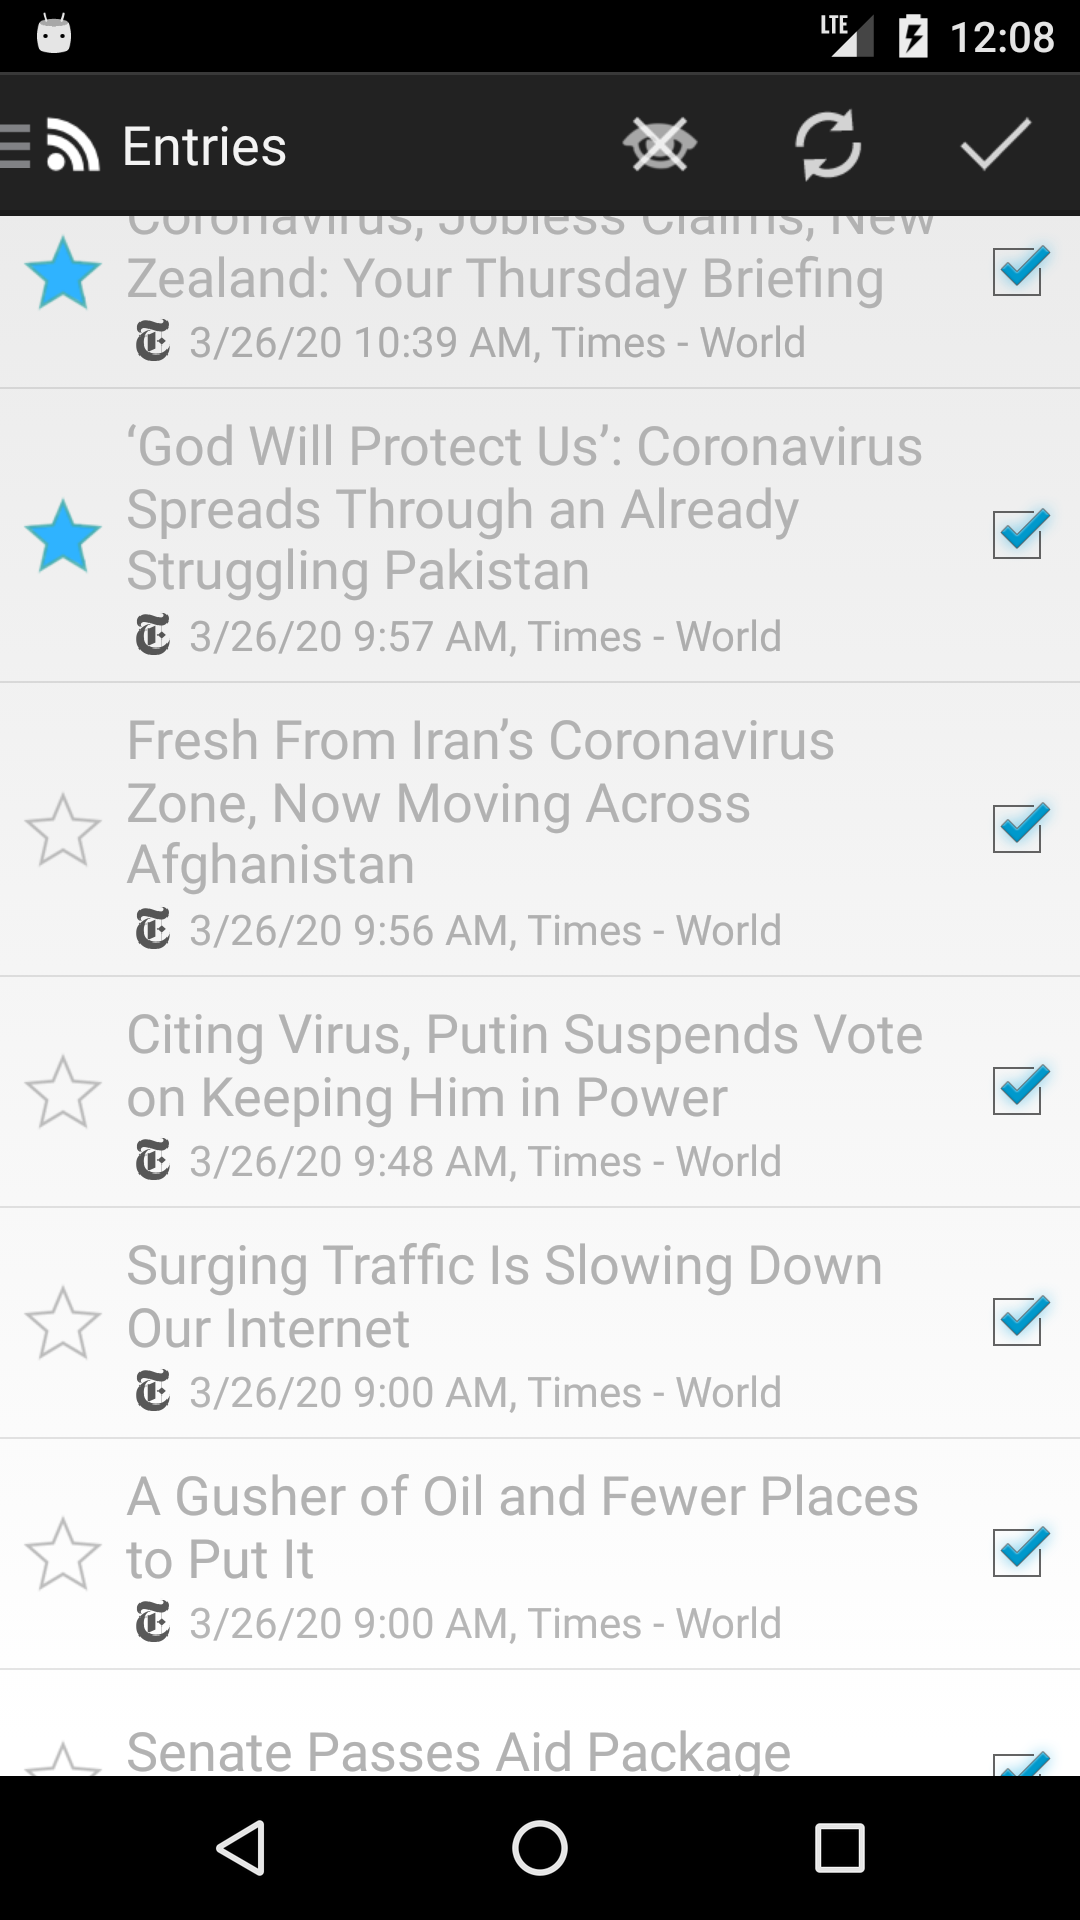 LTE 12:08
Entries
Coronavirus, Jobless Claims, New
Zealand: Your Thursday Briefing
3/26/20 10:39 AM, Times - World
‘God Will Protect Us’: Coronavirus
Spreads Through an Already
Struggling Pakistan
3/26/20 9:57 AM, Times - World
Fresh From Iran’s Coronavirus
Zone, Now Moving Across
Afghanistan
3/26/20 9:56 AM, Times - World
Citing Virus, Putin Suspends Vote
on Keeping Him in Power
3/26/20 9:48 AM, Times - World
Surging Traffic Is Slowing Down
Our Internet
3/26/20 9:00 AM, Times - World
A Gusher of Oil and Fewer Places
to Put It
3/26/20 9:00 AM, Times - World
Senate Passes Aid Package